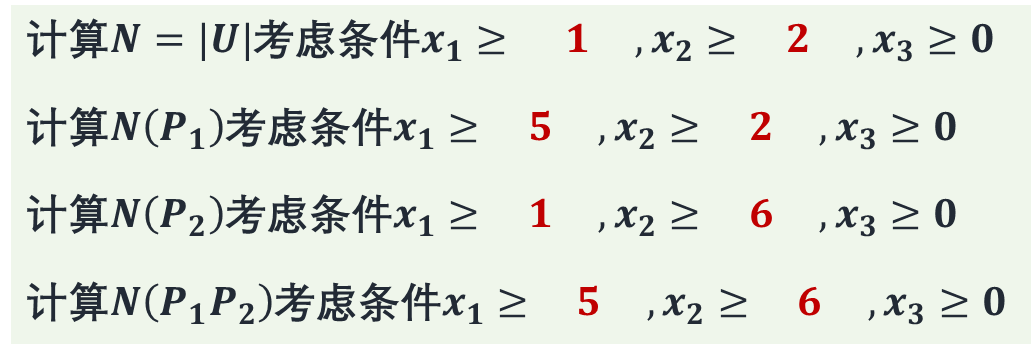 计算N = |U|考虑条件x₁ ≥ 1 ,x₂ ≥ 2 ,x₃ ≥ 0
计算N(P₁)考虑条件x₁ ≥ 5 ,x₂ ≥ 2 ,x₃ ≥ 0
计算N(P₂)考虑条件x₁ ≥ 1 ,x₂ ≥ 6 ,x₃ ≥ 0
计算N(P₁P₂)考虑条件x₁ ≥ 5 ,x₂ ≥ 6 ,x₃ ≥ 0